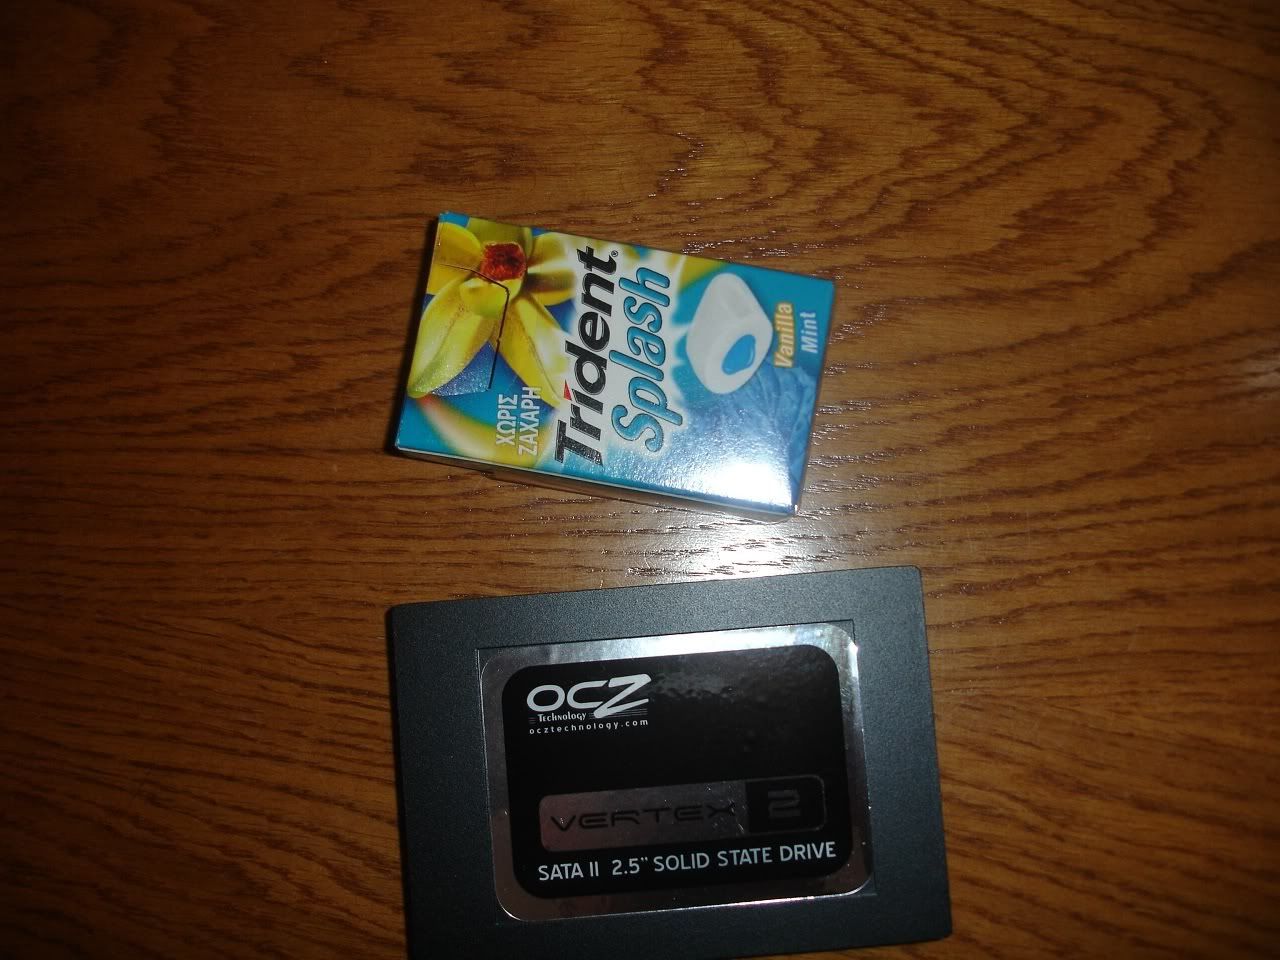 Trident®
Splash
Vanilla
Mint
ΧΩΡΙΣ
ΖΑΧΑΡΗ
OCZ
Technology
ocztechnology.com
VERTEX 2
SATA II 2.5" SOLID STATE DRIVE